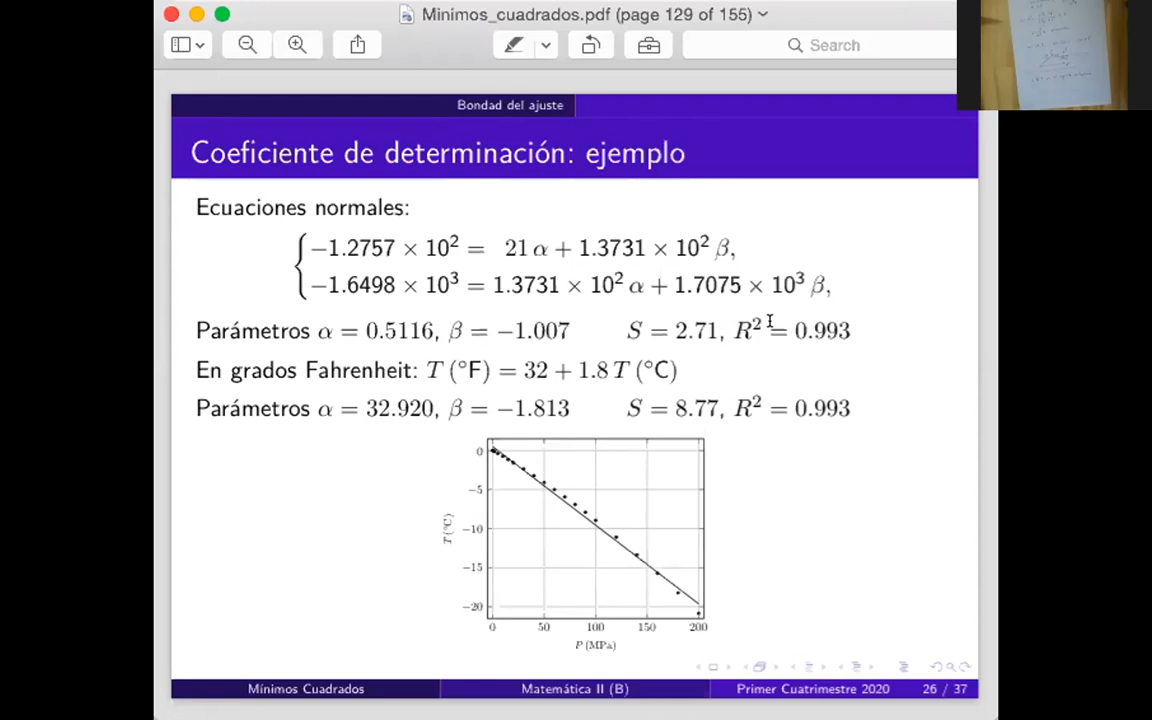 Minimos_cuadrados.pdf (page 129 of 155)
Search
Bondad del ajuste
Coeficiente de determinación: ejemplo
Ecuaciones normales:
−1.2757 × 10² = 21 α + 1.3731 × 10² β,
−1.6498 × 10³ = 1.3731 × 10² α + 1.7075 × 10³ β,
Parámetros α = 0.5116, β = −1.007 S = 2.71, R² = 0.993
En grados Fahrenheit: T (°F) = 32 + 1.8 T (°C)
Parámetros α = 32.920, β = −1.813 S = 8.77, R² = 0.993
0
−5
−10
−15
−20
T (°C)
0 50 100 150 200
P (MPa)
Mínimos Cuadrados Matemática II (B) Primer Cuatrimestre 2020 26 / 37